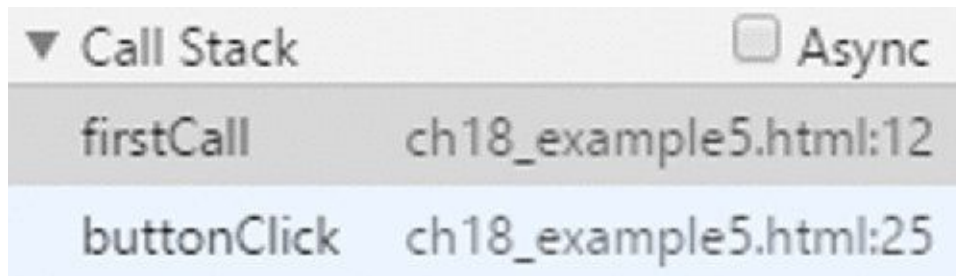 Call Stack Async
firstCall ch18_example5.html:12
buttonClick ch18_example5.html:25